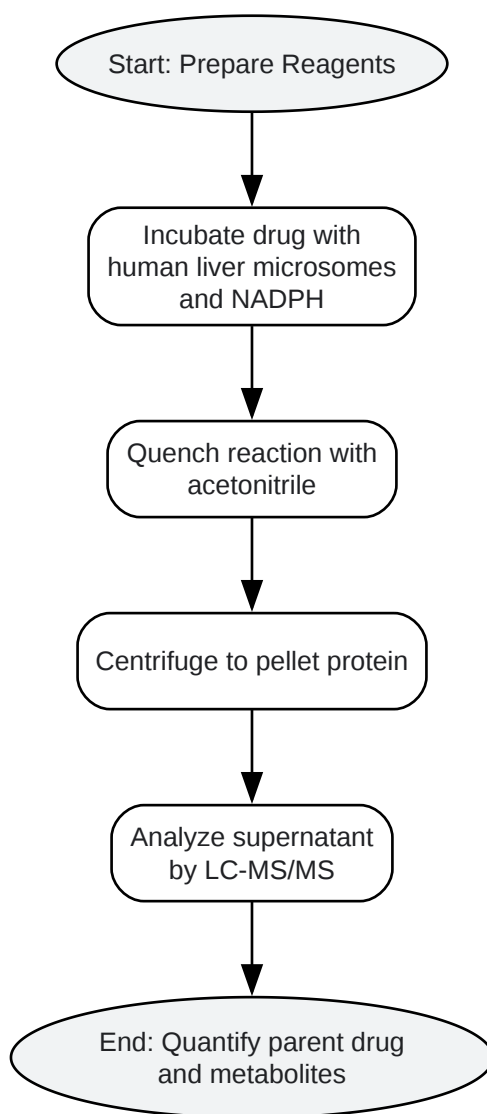 Start: Prepare Reagents
Incubate drug with
human liver microsomes
and NADPH
Quench reaction with
acetonitrile
Centrifuge to pellet protein
Analyze supernatant
by LC-MS/MS
End: Quantify parent drug
and metabolites